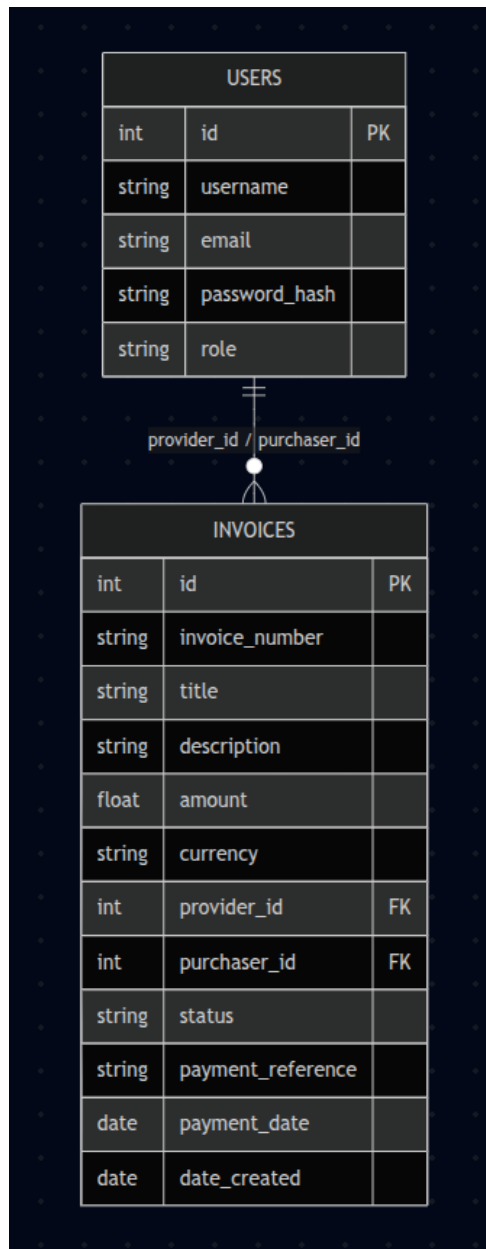 USERS
int id PK
string username
string email
string password_hash
string role
provider_id / purchaser_id
INVOICES
int id PK
string invoice_number
string title
string description
float amount
string currency
int provider_id FK
int purchaser_id FK
string status
string payment_reference
date payment_date
date date_created